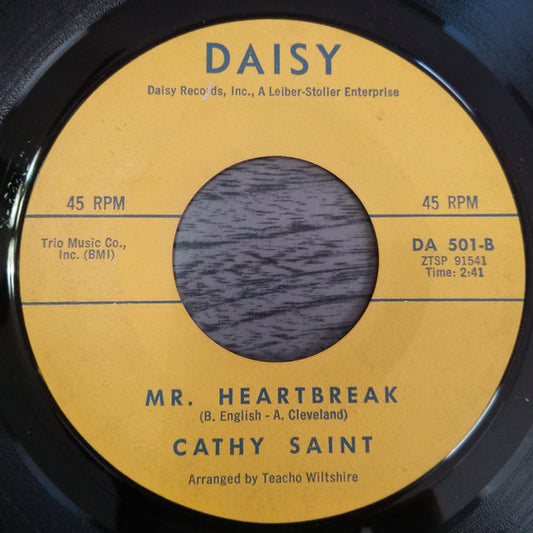 DAISY
Daisy Records, Inc., A Leiber-Stoller Enterprise
45 RPM
45 RPM
Trio Music Co.,
Inc. (BMI)
DA 501-B
ZTSP 91541
Time: 2:41
MR. HEARTBREAK
(B. English - A. Cleveland)
CATHY SAINT
Arranged by Teacho Wiltshire